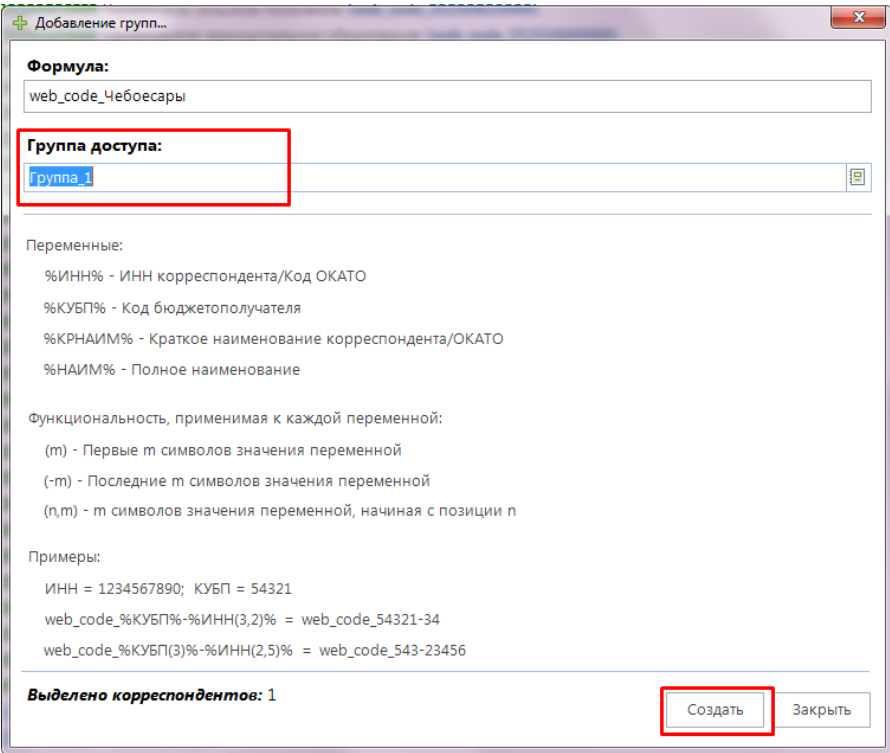 Добавление групп...
Формула:
web_code_Чебоесары
Группа доступа:
Группа_1
Переменные:
%ИНН% - ИНН корреспондента/Код ОКАТО
%КУБП% - Код бюджетополучателя
%КРНАИМ% - Краткое наименование корреспондента/ОКАТО
%НАИМ% - Полное наименование
Функциональность, применимая к каждой переменной:
(m) - Первые m символов значения переменной
(-m) - Последние m символов значения переменной
(n,m) - m символов значения переменной, начиная с позиции n
Примеры:
ИНН = 1234567890; КУБП = 54321
web_code_%КУБП%-%ИНН(3,2)% = web_code_54321-34
web_code_%КУБП(3)%-%ИНН(2,5)% = web_code_543-23456
Выделено корреспондентов: 1
Создать Закрыть